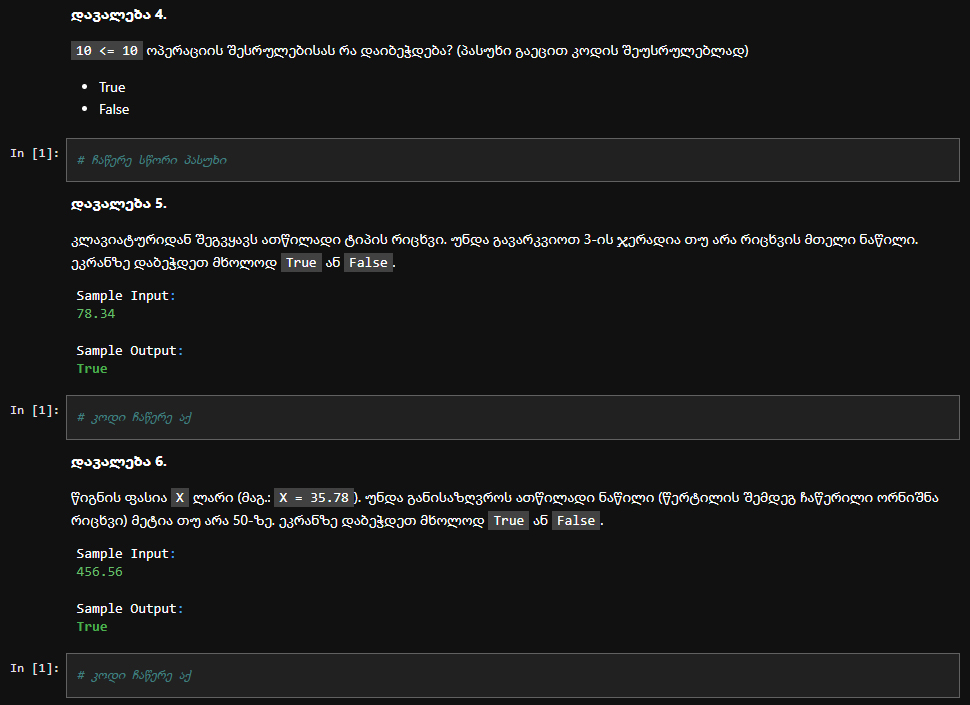 დავალება 4.
10 <= 10 ოპერაციის შესრულებისას რა დაიბეჭდება? (პასუხი გაეცით კოდის შეუსრულებლად)
• True
• False
In [1]: # ჩაწერე სწორი პასუხი
დავალება 5.
კლავიატურიდან შეგვყავს ათწილადი ტიპის რიცხვი. უნდა გავარკვიოთ 3-ის ჯერადია თუ არა რიცხვის მთელი ნაწილი.
ეკრანზე დაბეჭდეთ მხოლოდ True ან False.
Sample Input:
78.34
Sample Output:
True
In [1]: # კოდი ჩაწერე აქ
დავალება 6.
წიგნის ფასია X ლარი (მაგ.: X = 35.78). უნდა განისაზღვროს ათწილადი ნაწილი (წერტილის შემდეგ ჩაწერილი ორნიშნა
რიცხვი) მეტია თუ არა 50-ზე. ეკრანზე დაბეჭდეთ მხოლოდ True ან False.
Sample Input:
456.56
Sample Output:
True
In [1]: # კოდი ჩაწერე აქ